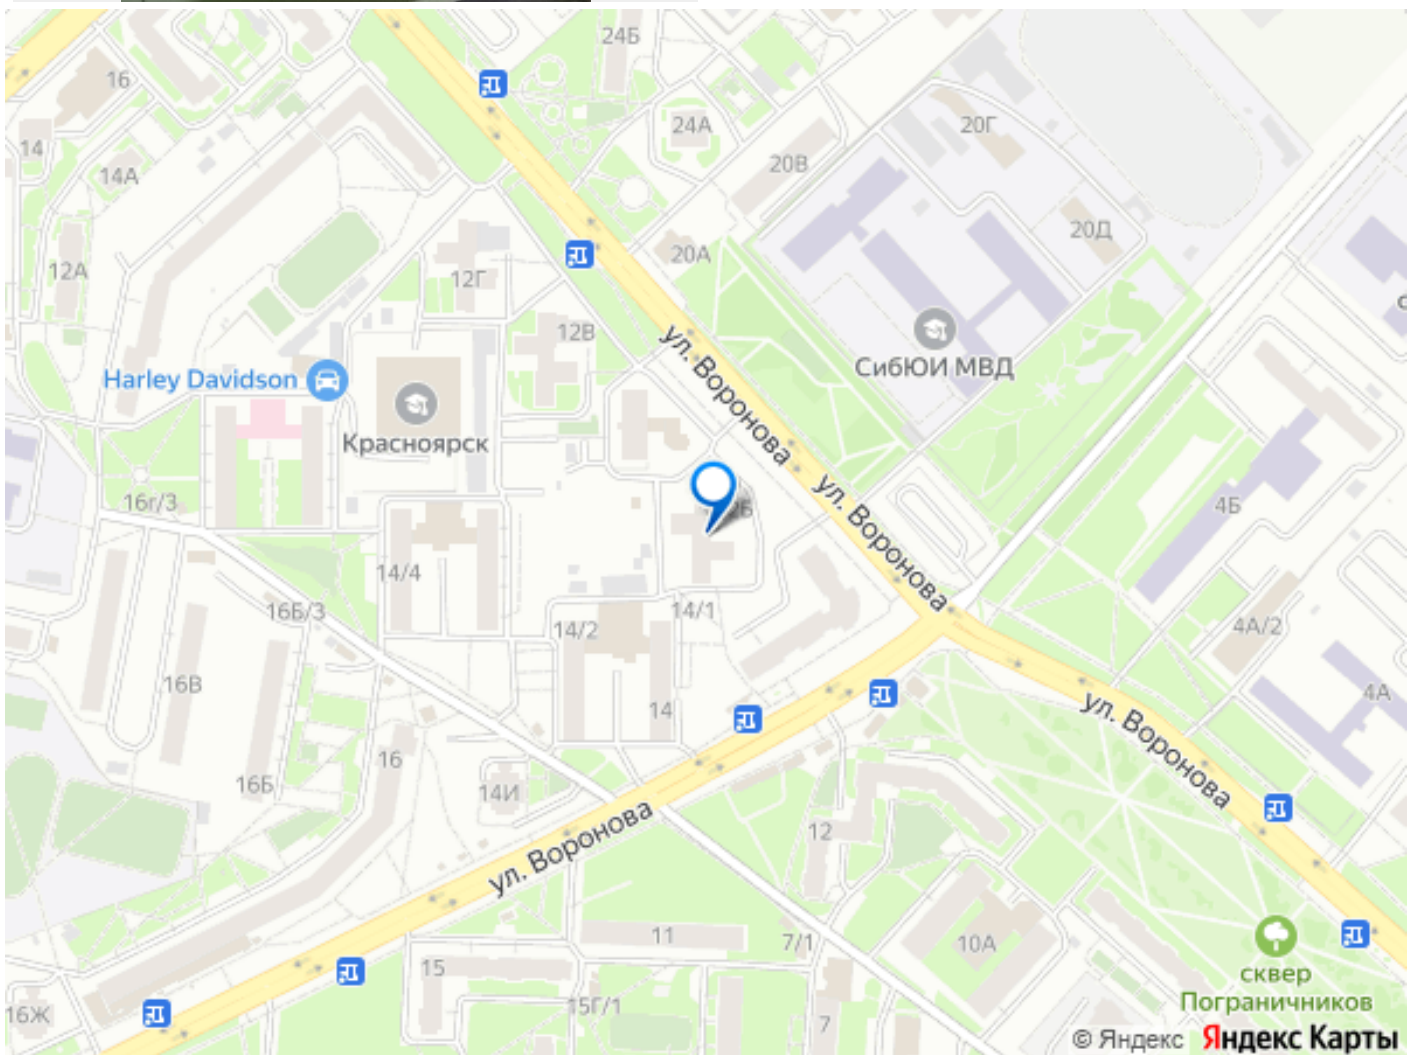 24Б
16
24А
20Г
14
14А
20В
20Д
20А
12А
12Г
12В
ул. Воронова
СибЮИ МВД
Harley Davidson
Красноярск
ул. Воронова
16г/3
4Б
14/4
16Б/3
14/2
14/1
4А/2
16В
4А
14
ул. Воронова
16
16Б
14И
12
ул. Воронова
11
7/1
10А
15
сквер
Пограничников
15Г/1
16Ж
7
© Яндекс Яндекс Карты